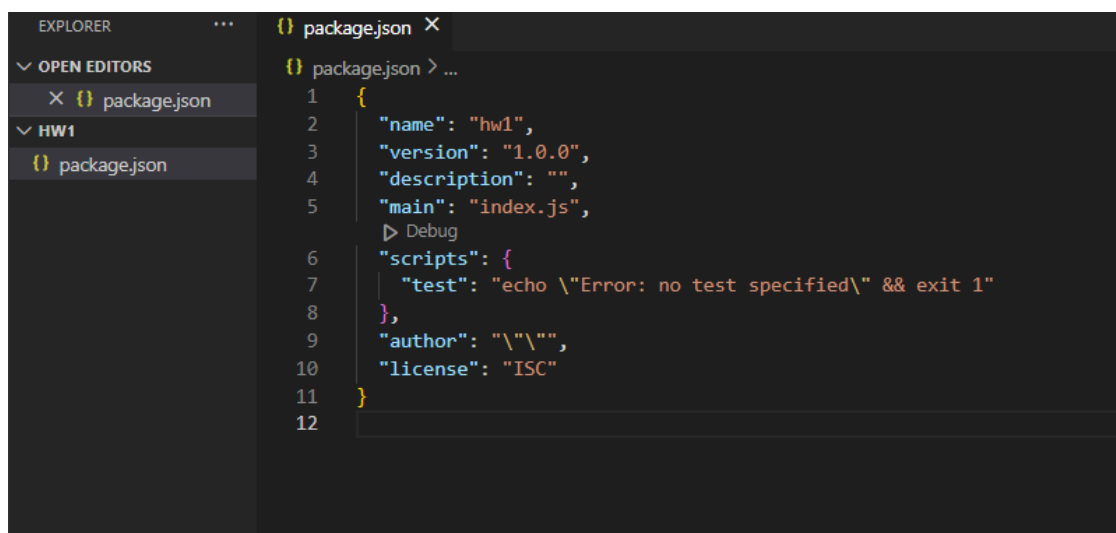 EXPLORER ···
OPEN EDITORS
{} package.json
HW1
{} package.json
{} package.json
{} package.json > ...
1 {
2 "name": "hw1",
3 "version": "1.0.0",
4 "description": "",
5 "main": "index.js",
Debug
6 "scripts": {
7 "test": "echo \"Error: no test specified\" && exit 1"
8 },
9 "author": "\"\"",
10 "license": "ISC"
11 }
12